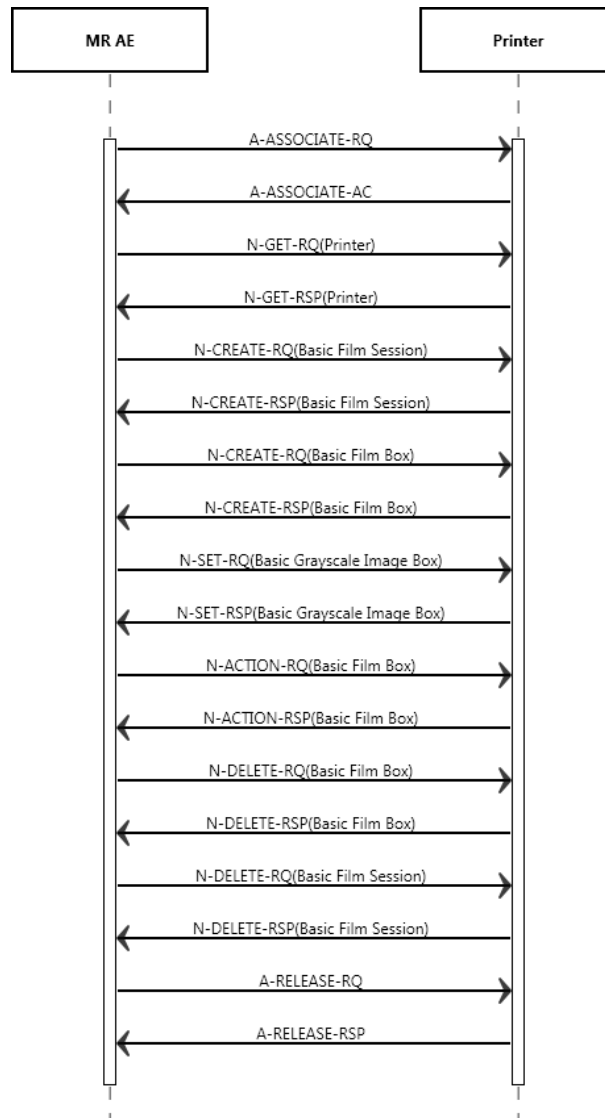 MR AE
Printer
A-ASSOCIATE-RQ
A-ASSOCIATE-AC
N-GET-RQ(Printer)
N-GET-RSP(Printer)
N-CREATE-RQ(Basic Film Session)
N-CREATE-RSP(Basic Film Session)
N-CREATE-RQ(Basic Film Box)
N-CREATE-RSP(Basic Film Box)
N-SET-RQ(Basic Grayscale Image Box)
N-SET-RSP(Basic Grayscale Image Box)
N-ACTION-RQ(Basic Film Box)
N-ACTION-RSP(Basic Film Box)
N-DELETE-RQ(Basic Film Box)
N-DELETE-RSP(Basic Film Box)
N-DELETE-RQ(Basic Film Session)
N-DELETE-RSP(Basic Film Session)
A-RELEASE-RQ
A-RELEASE-RSP